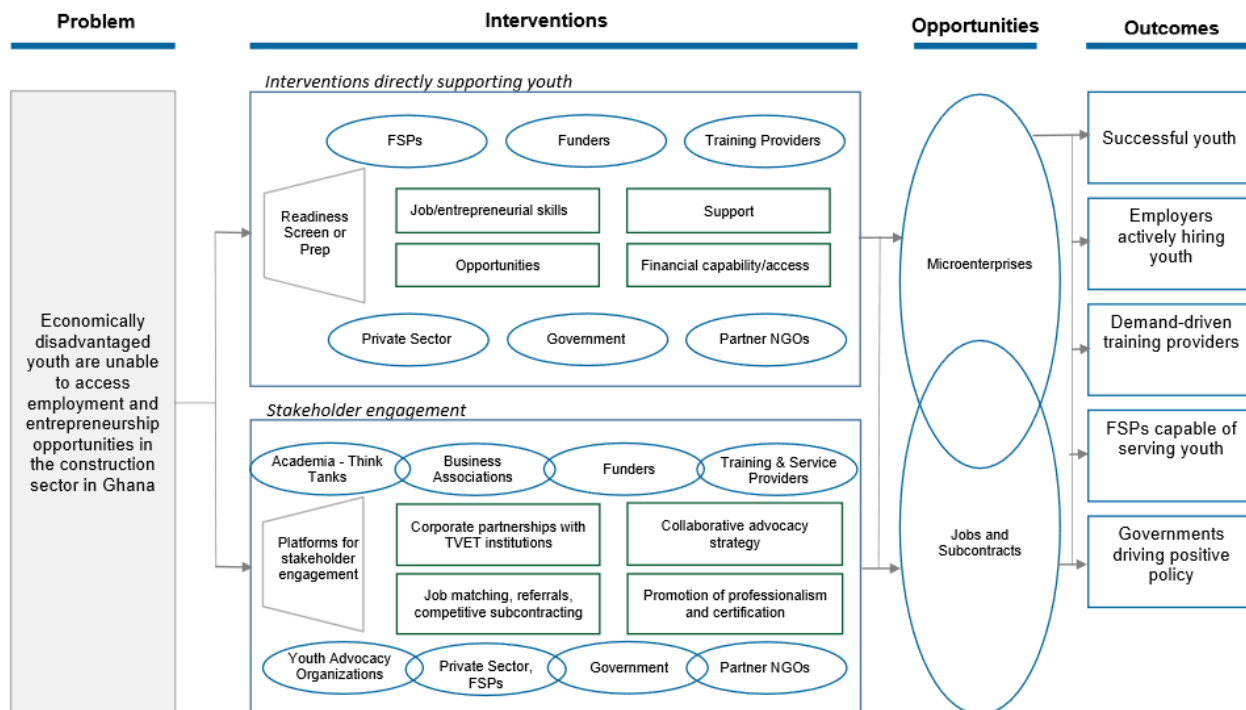 Problem
Interventions
Opportunities
Outcomes
Economically
disadvantaged
youth are unable
to access
employment and
entrepreneurship
opportunities in
the construction
sector in Ghana
Interventions directly supporting youth
FSPs
Funders
Training Providers
Readiness
Screen or
Prep
Job/entrepreneurial skills
Support
Opportunities
Financial capability/access
Private Sector
Government
Partner NGOs
Stakeholder engagement
Academia - Think
Tanks
Business
Associations
Funders
Training & Service
Providers
Platforms for
stakeholder
engagement
Corporate partnerships with
TVET institutions
Collaborative advocacy
strategy
Job matching, referrals,
competitive subcontracting
Promotion of professionalism
and certification
Youth Advocacy
Organizations
Private Sector,
FSPs
Government
Partner NGOs
Microenterprises
Jobs and
Subcontracts
Successful youth
Employers
actively hiring
youth
Demand-driven
training providers
FSPs capable of
serving youth
Governments
driving positive
policy